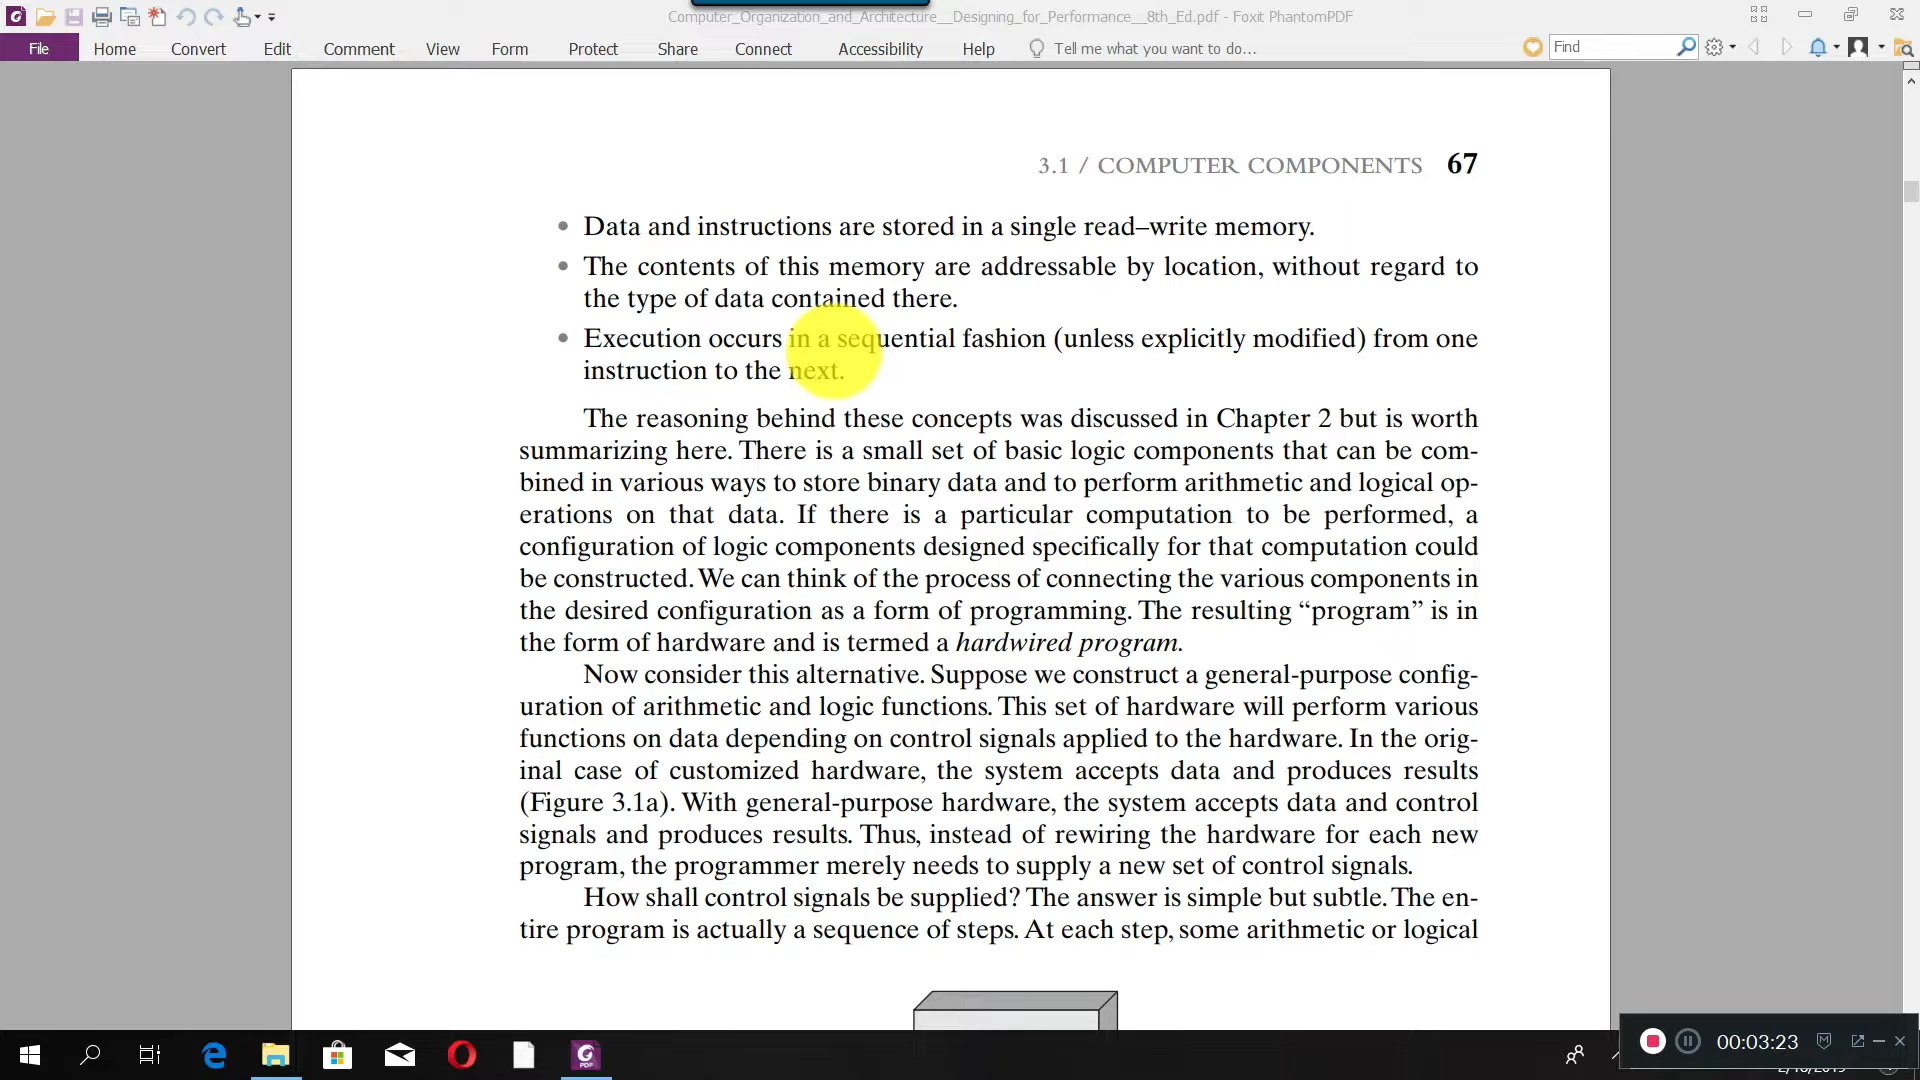 Computer_Organization_and_Architecture__Designing_for_Performance__8th_Ed.pdf - Foxit PhantomPDF
File Home Convert Edit Comment View Form Protect Share Connect Accessibility Help Tell me what you want to do... Find
3.1 / COMPUTER COMPONENTS 67
• Data and instructions are stored in a single read–write memory.
• The contents of this memory are addressable by location, without regard to
the type of data contained there.
• Execution occurs in a sequential fashion (unless explicitly modified) from one
instruction to the next.
The reasoning behind these concepts was discussed in Chapter 2 but is worth
summarizing here. There is a small set of basic logic components that can be com-
bined in various ways to store binary data and to perform arithmetic and logical op-
erations on that data. If there is a particular computation to be performed, a
configuration of logic components designed specifically for that computation could
be constructed. We can think of the process of connecting the various components in
the desired configuration as a form of programming. The resulting “program” is in
the form of hardware and is termed a hardwired program.
Now consider this alternative. Suppose we construct a general-purpose config-
uration of arithmetic and logic functions. This set of hardware will perform various
functions on data depending on control signals applied to the hardware. In the orig-
inal case of customized hardware, the system accepts data and produces results
(Figure 3.1a). With general-purpose hardware, the system accepts data and control
signals and produces results. Thus, instead of rewiring the hardware for each new
program, the programmer merely needs to supply a new set of control signals.
How shall control signals be supplied? The answer is simple but subtle. The en-
tire program is actually a sequence of steps. At each step, some arithmetic or logical
PDF
00:03:23